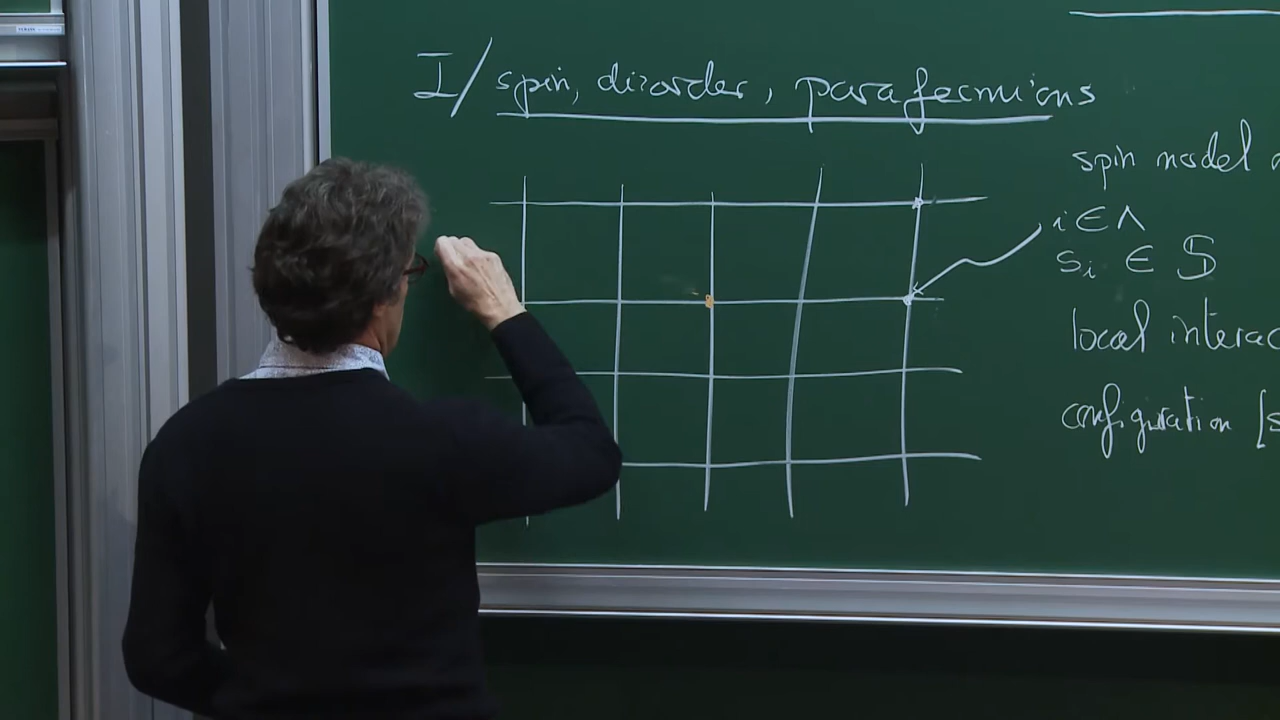 I/ spin, disorder, parafermions
spin model
i ∈ Λ
s_i ∈ 𝕊
local interac
configuration [s